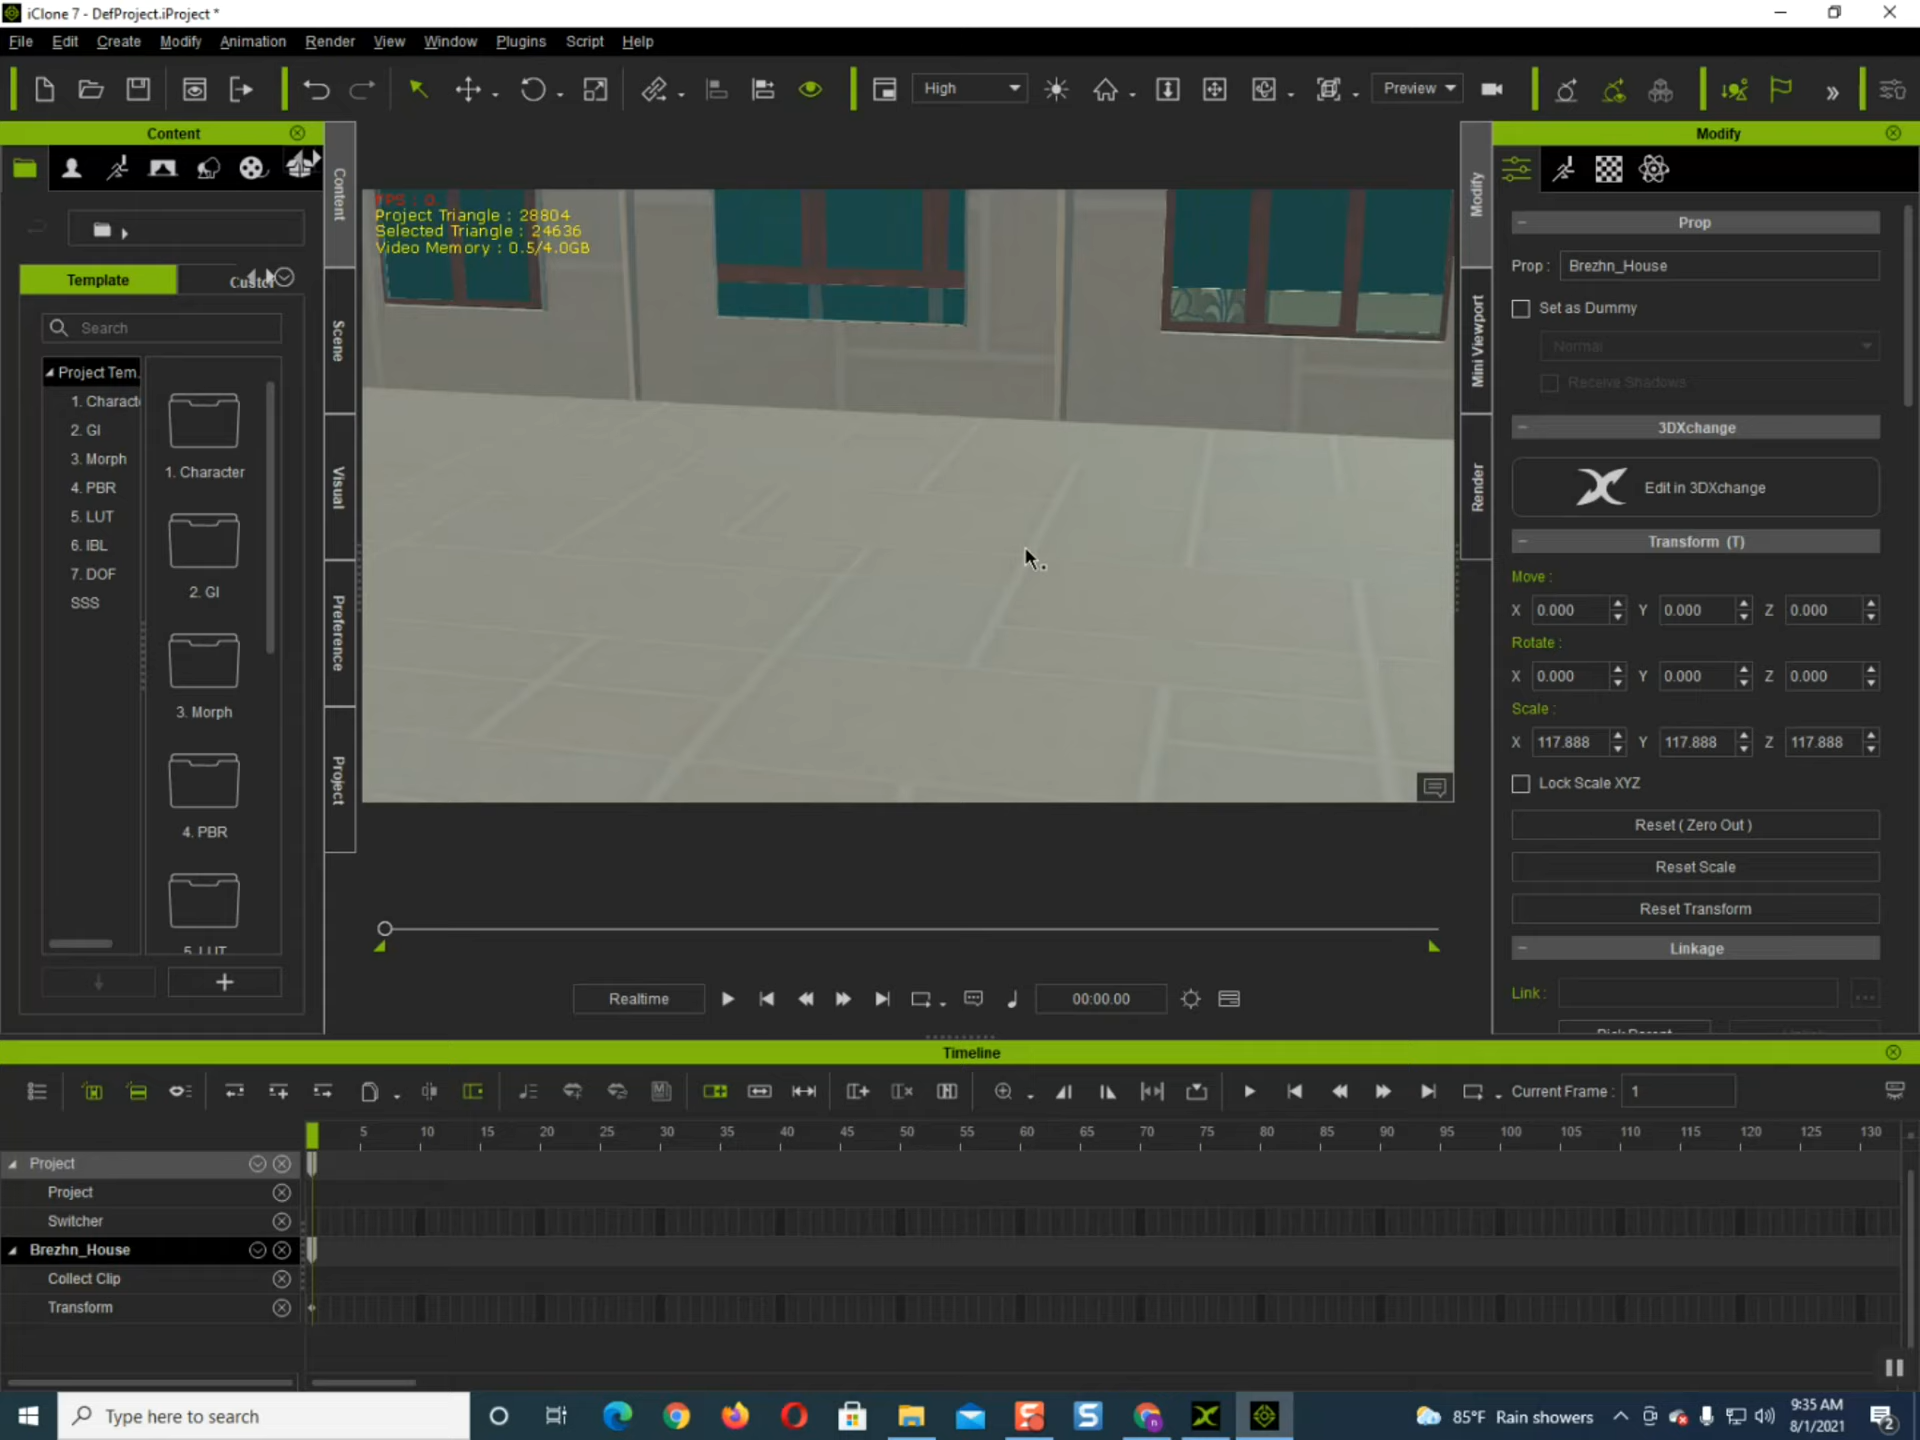 iClone 7 - DefProject.iProject *
File Edit Create Modify Animation Render View Window Plugins Script Help
High
Preview
Content
Template
Search
Project Tem.
1. Charact
2. GI
3. Morph
4. PBR
5. LUT
6. IBL
7. DOF
SSS
1. Character
2. GI
3. Morph
4. PBR
5. LUT
Content
Scene
Visual
Preference
Project
FPS : 0
Project Triangle : 28804
Selected Triangle : 24636
Video Memory : 0.5/4.0GB
Modify
Mini Viewport
Render
Modify
Prop
Prop : Brezhn_House
Set as Dummy
Normal
Receive Shadows
3DXchange
Edit in 3DXchange
Transform (T)
Move :
X 0.000 Y 0.000 Z 0.000
Rotate :
X 0.000 Y 0.000 Z 0.000
Scale :
X 117.888 Y 117.888 Z 117.888
Lock Scale XYZ
Reset ( Zero Out )
Reset Scale
Reset Transform
Linkage
Link :
Realtime
00:00.00
Timeline
Current Frame : 1
5 10 15 20 25 30 35 40 45 50 55 60 65 70 75 80 85 90 95 100 105 110 115 120 125 130
Project
Project
Switcher
Brezhn_House
Collect Clip
Transform
Type here to search
85°F Rain showers
9:35 AM
8/1/2021
2